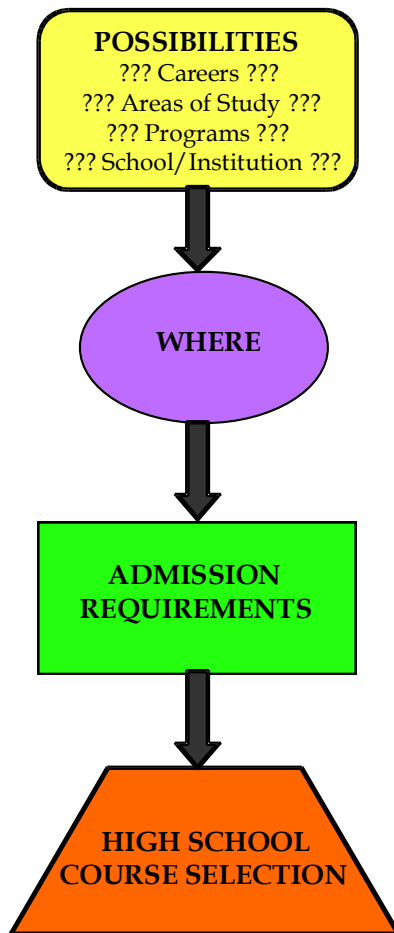 POSSIBILITIES
??? Careers ???
??? Areas of Study ???
??? Programs ???
??? School/Institution ???
WHERE
ADMISSION
REQUIREMENTS
HIGH SCHOOL
COURSE SELECTION